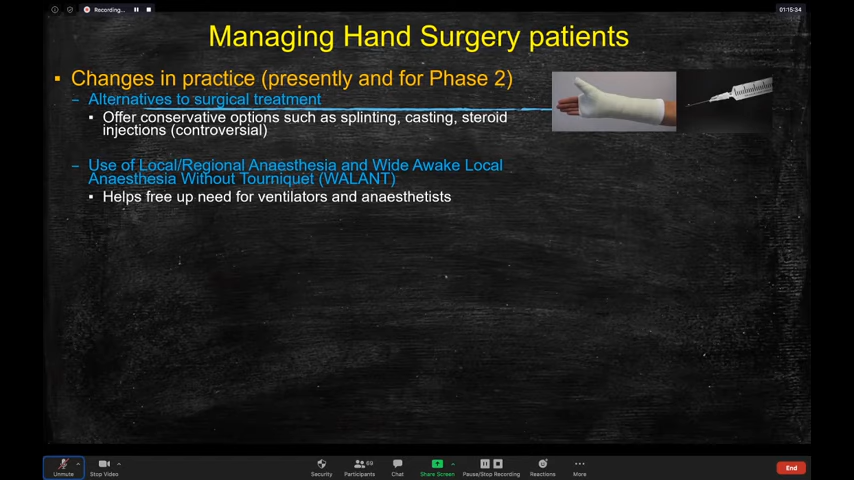 Recording...
01:15:34
Managing Hand Surgery patients
▪ Changes in practice (presently and for Phase 2)
– Alternatives to surgical treatment
▪ Offer conservative options such as splinting, casting, steroid
injections (controversial)
– Use of Local/Regional Anaesthesia and Wide Awake Local
Anaesthesia Without Tourniquet (WALANT)
▪ Helps free up need for ventilators and anaesthetists
Unmute
Stop Video
Security
Participants
69
Chat
Share Screen
Pause/Stop Recording
Reactions
More
End